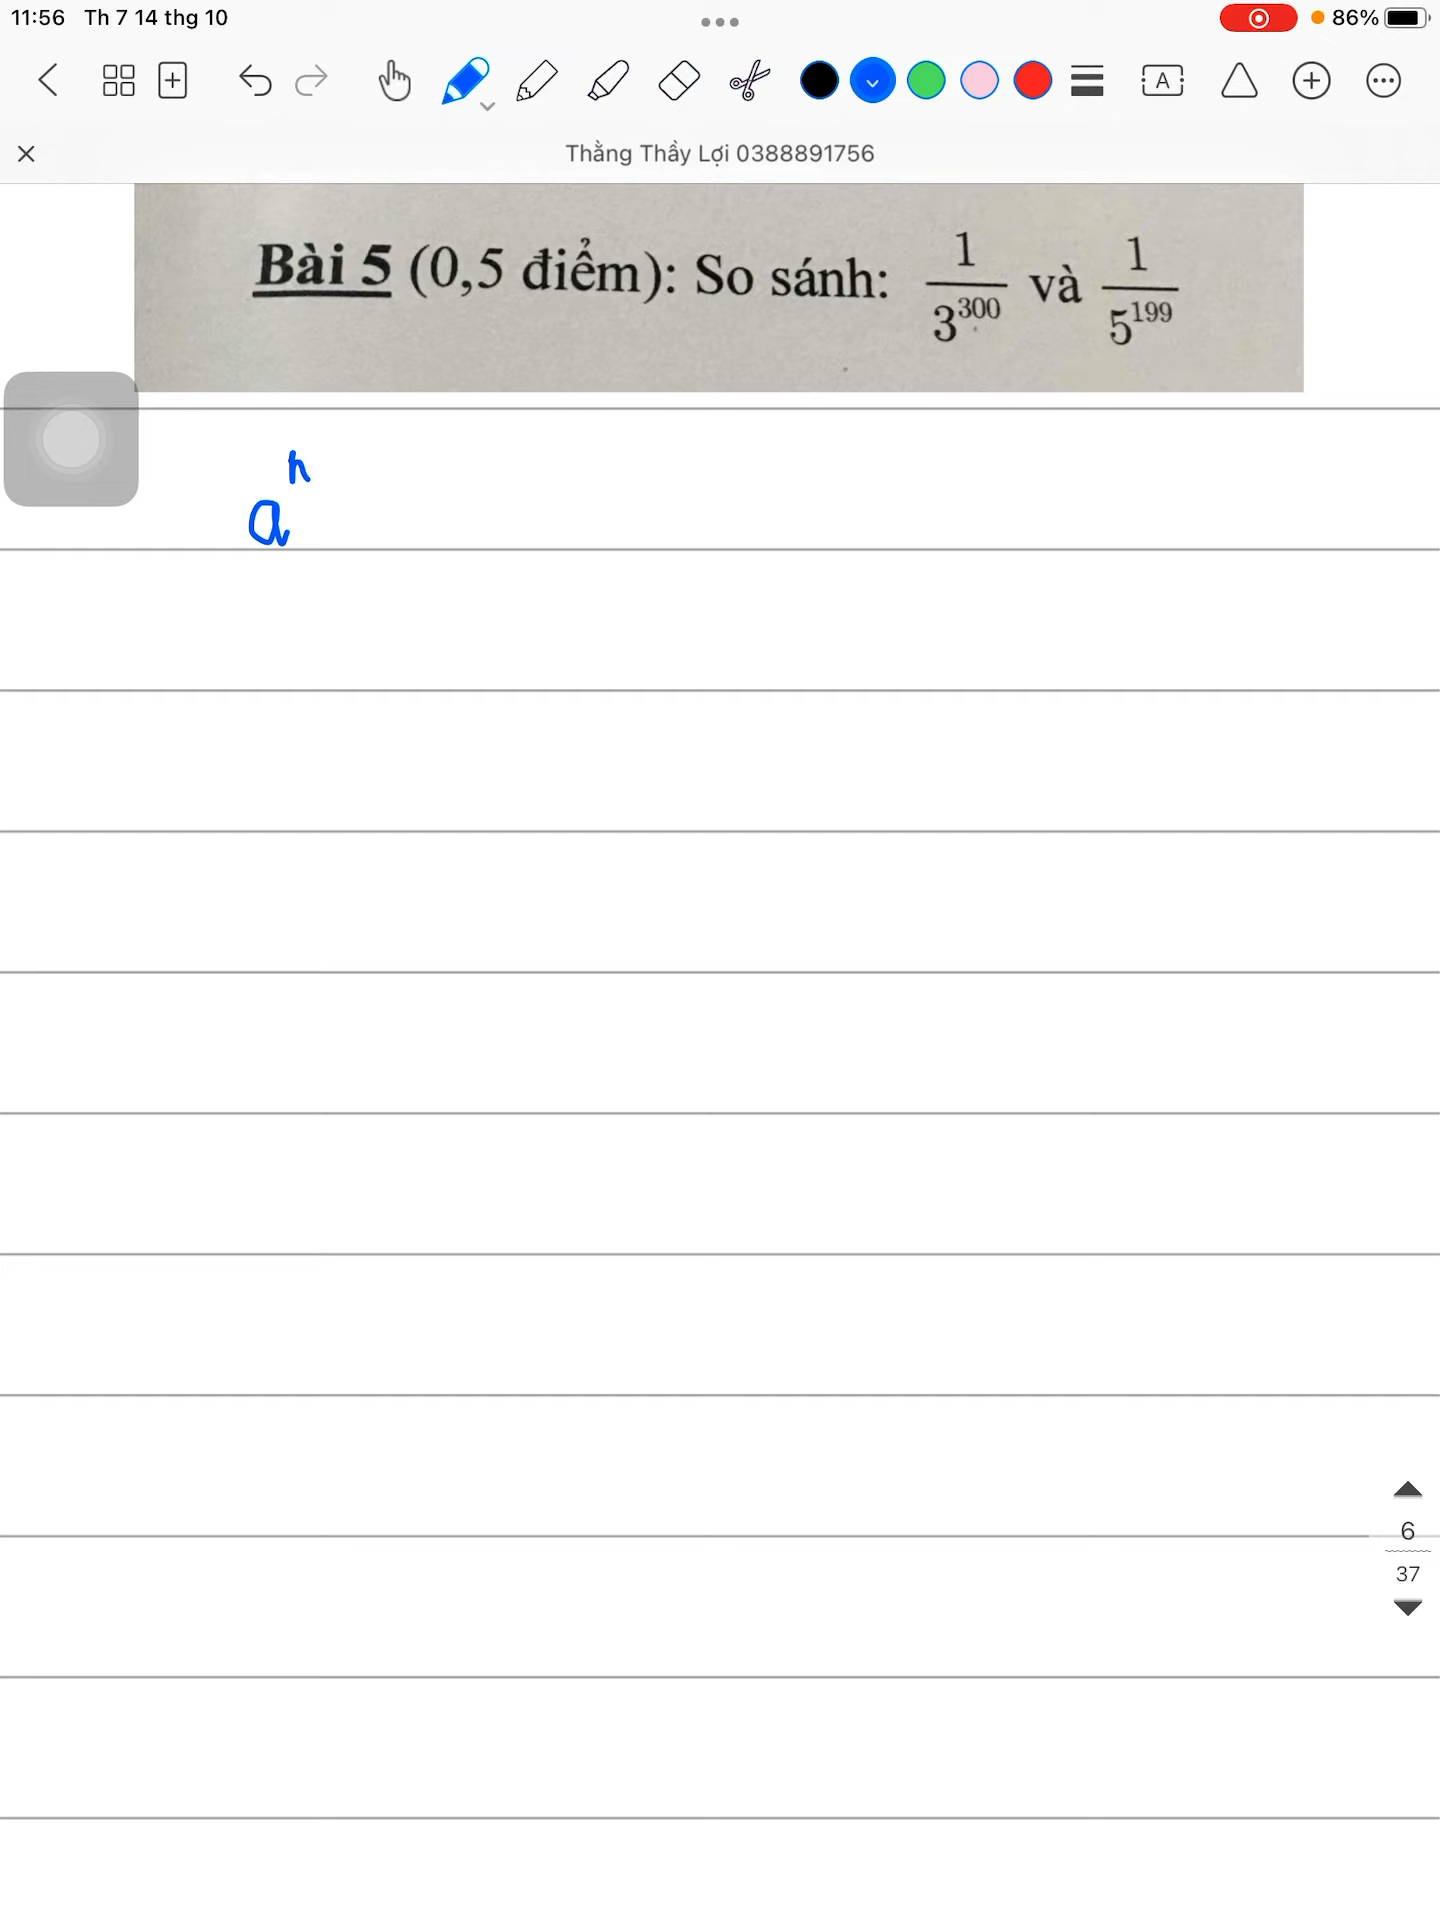 11:56 Th 7 14 thg 10 86%
A
Thằng Thầy Lợi 0388891756
Bài 5 (0,5 điểm): So sánh: 1/3^300 và 1/5^199
a^n
6
37